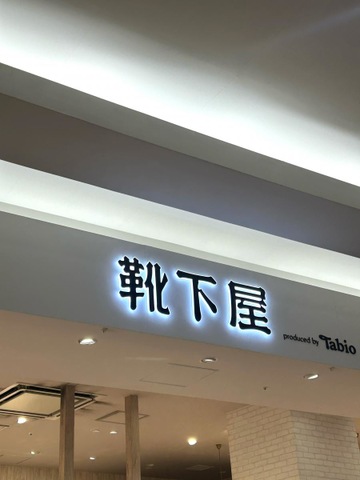 靴下屋
produced by Tabio